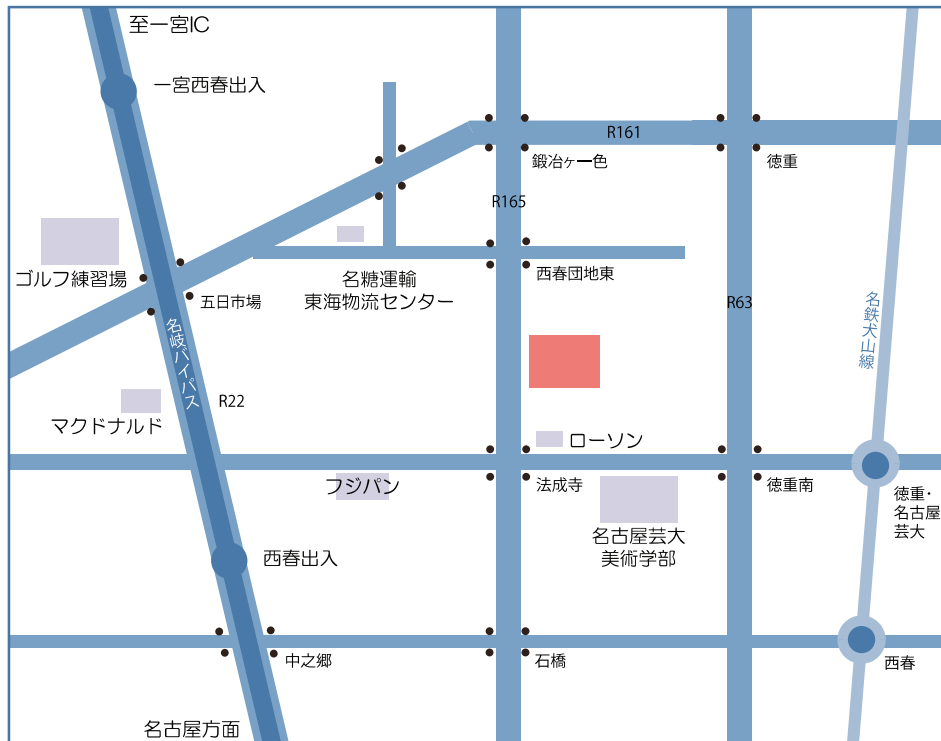 至一宮IC
一宮西春出入
R161
鍛冶ヶ一色
徳重
R165
ゴルフ練習場
名糖運輸
東海物流センター
西春団地東
五日市場
R63
名鉄犬山線
名岐バイパス
R22
マクドナルド
ローソン
フジパン
法成寺
徳重南
徳重・
名古屋
芸大
名古屋芸大
美術学部
西春出入
中之郷
石橋
西春
名古屋方面